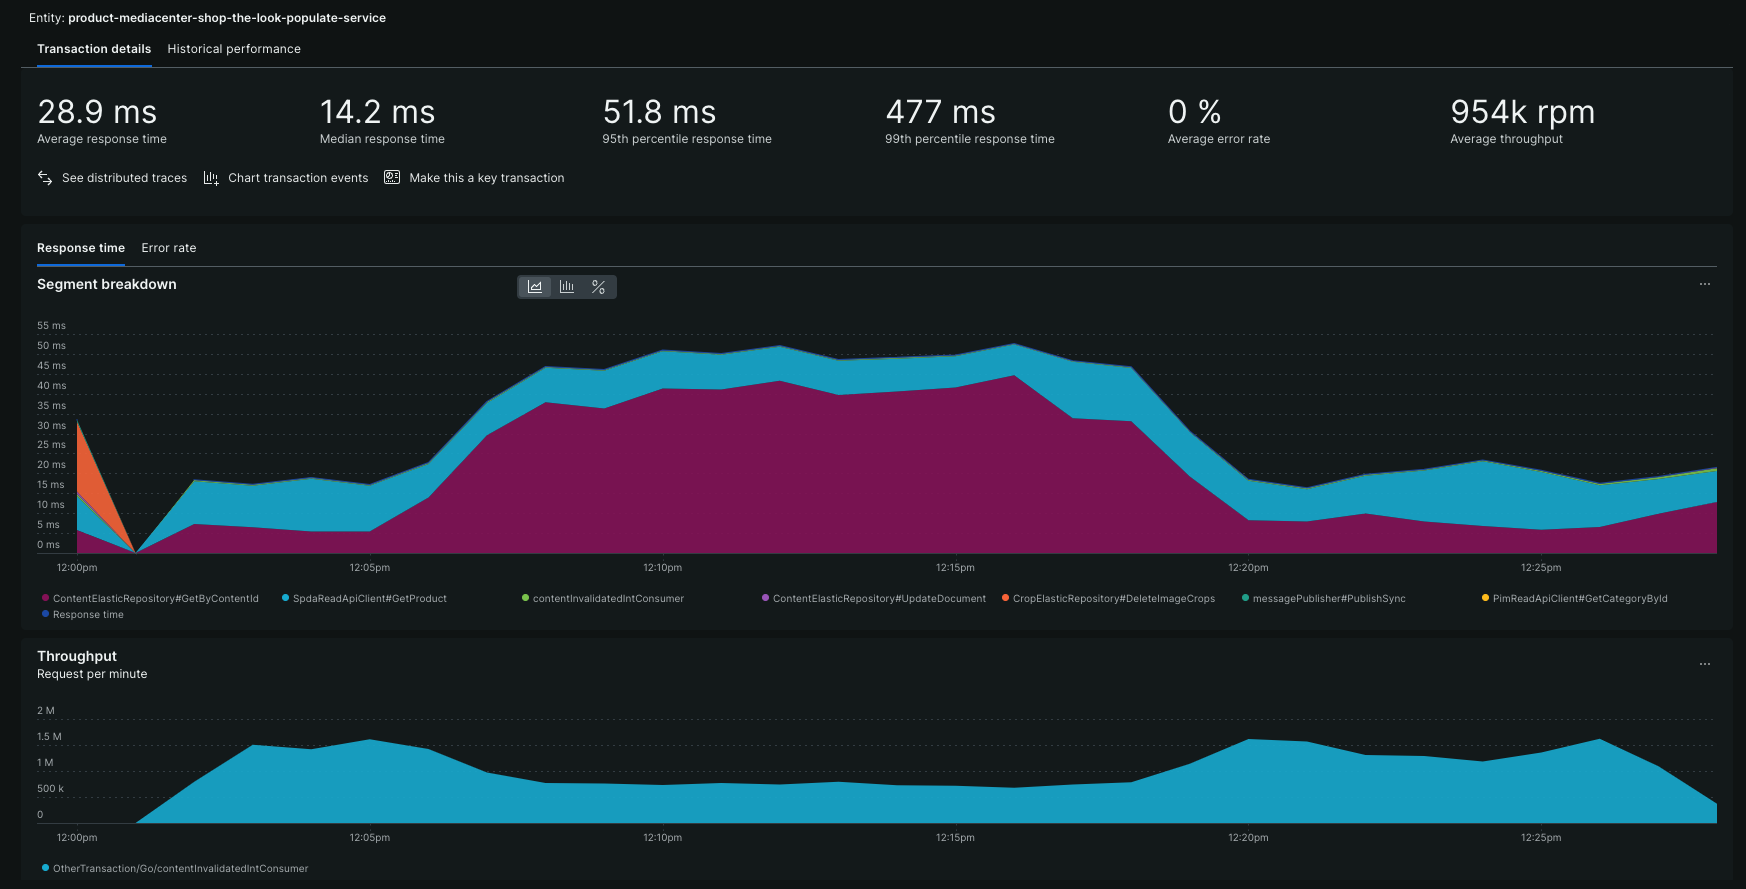 Entity: product-mediacenter-shop-the-look-populate-service
Transaction details Historical performance
28.9 ms 14.2 ms 51.8 ms 477 ms 0 % 954k rpm
Average response time Median response time 95th percentile response time 99th percentile response time Average error rate Average throughput
See distributed traces Chart transaction events Make this a key transaction
Response time Error rate
Segment breakdown
55 ms
50 ms
45 ms
40 ms
35 ms
30 ms
25 ms
20 ms
15 ms
10 ms
5 ms
0 ms
12:00pm 12:05pm 12:10pm 12:15pm 12:20pm 12:25pm
ContentElasticRepository#GetByContentId SpdaReadApiClient#GetProduct contentInvalidatedIntConsumer ContentElasticRepository#UpdateDocument CropElasticRepository#DeleteImageCrops messagePublisher#PublishSync PimReadApiClient#GetCategoryById
Response time
Throughput
Request per minute
2 M
1.5 M
1 M
500 k
0
12:00pm 12:05pm 12:10pm 12:15pm 12:20pm 12:25pm
OtherTransaction/Go/contentInvalidatedIntConsumer